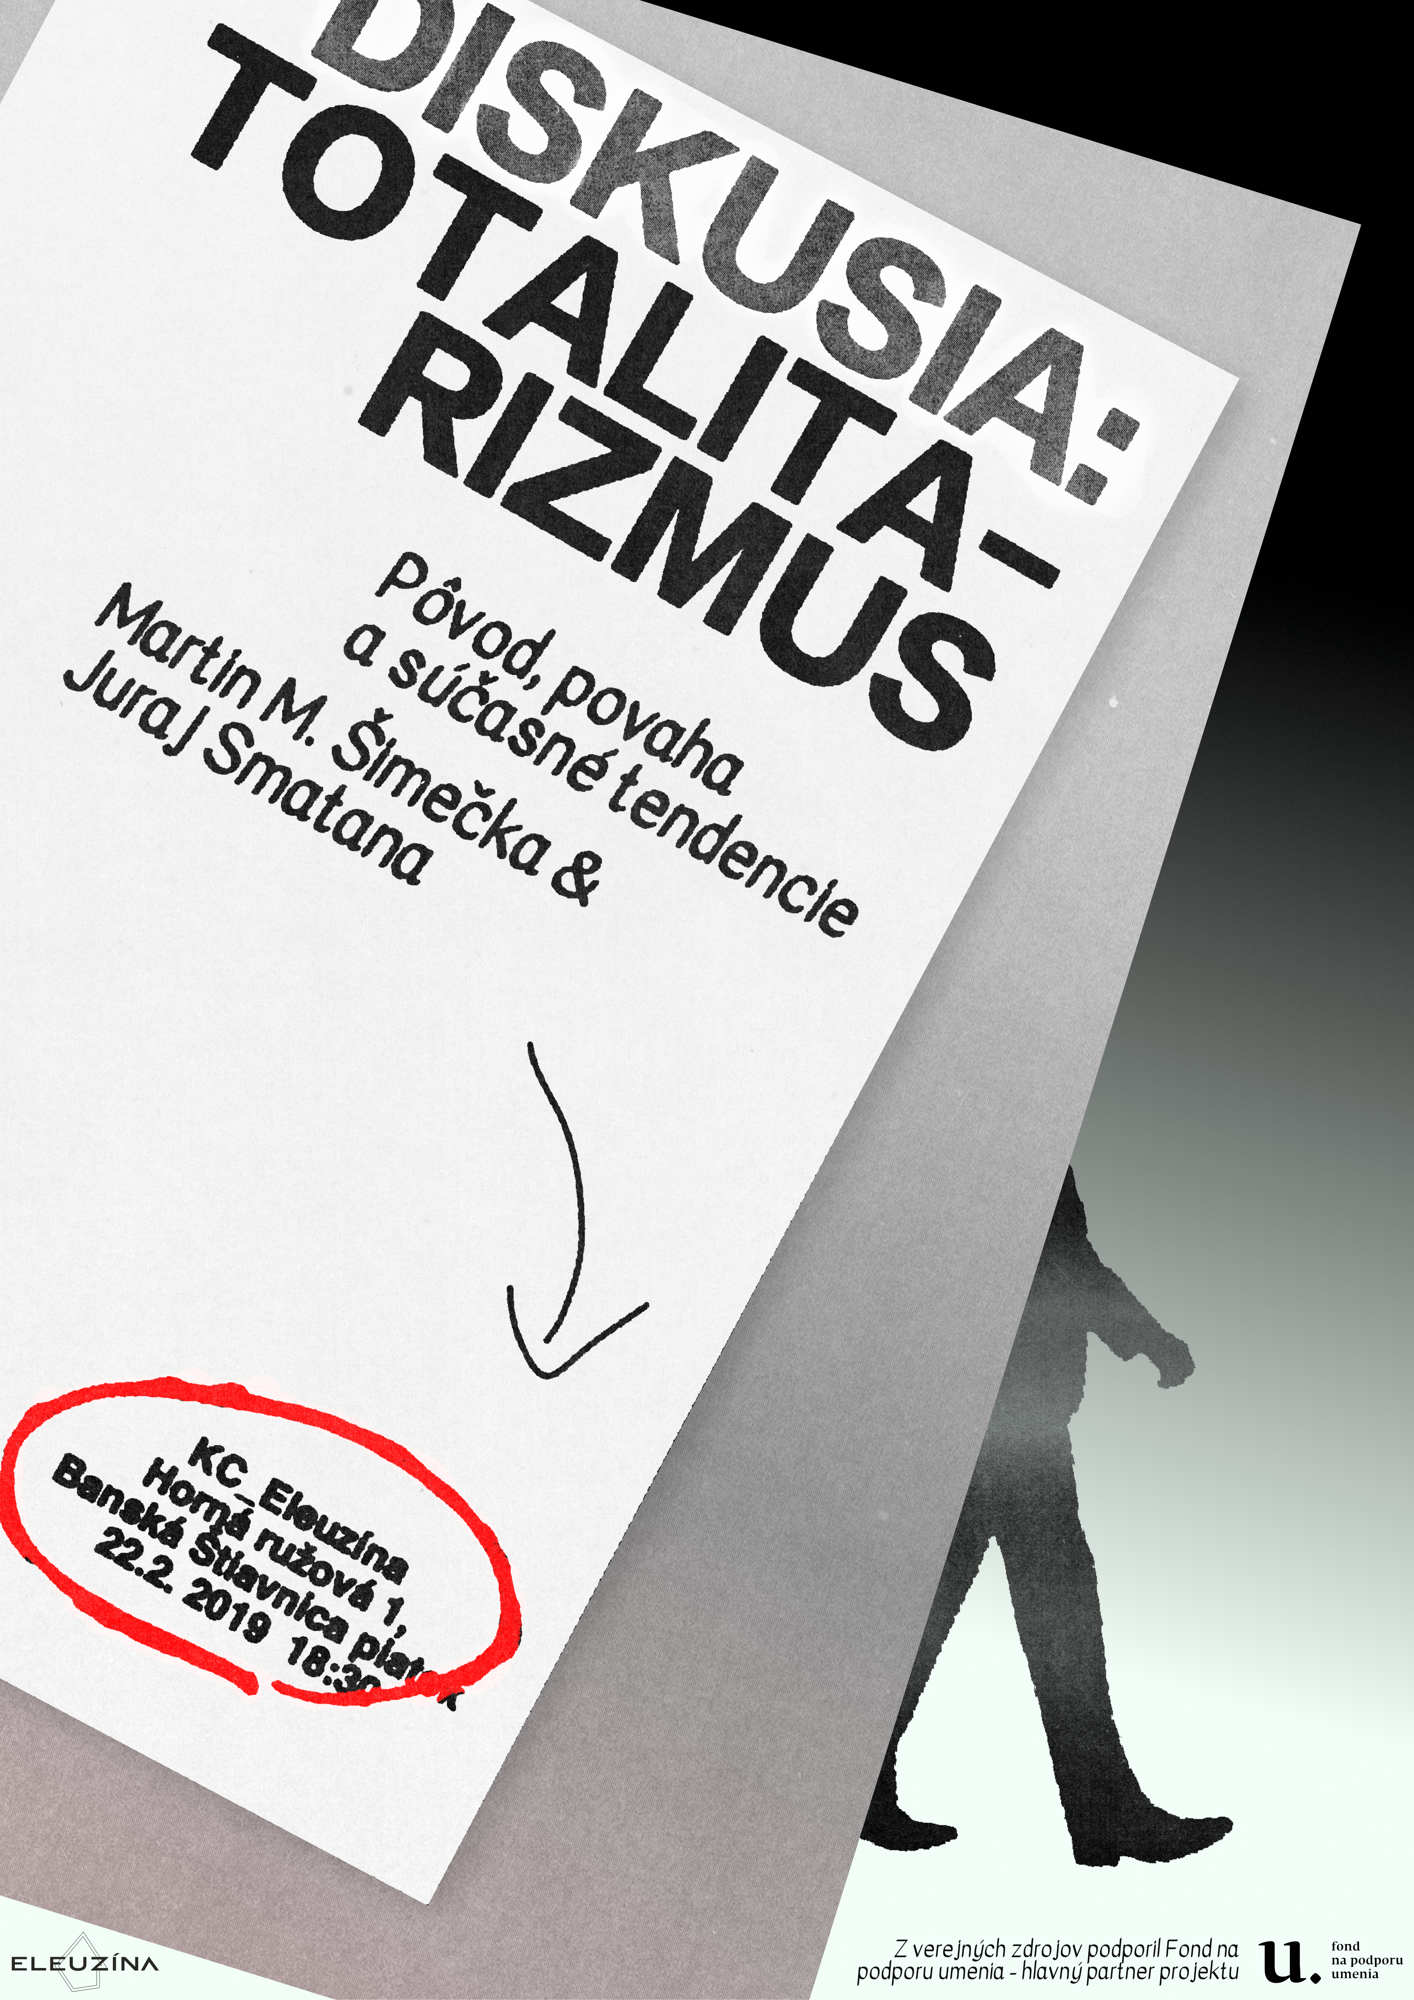 DISKUSIA:
TOTALITA-
RIZMUS
Pôvod, povaha
a súčasné tendencie
Martin M. Šimečka &
Juraj Smatana
KC_Eleuzína
Horná ružová 1,
Banská Štiavnica piatok
22.2. 2019 18:30
ELEUZÍNA
Z verejných zdrojov podporil Fond na
podporu umenia - hlavný partner projektu
u.
fond
na podporu
umenia